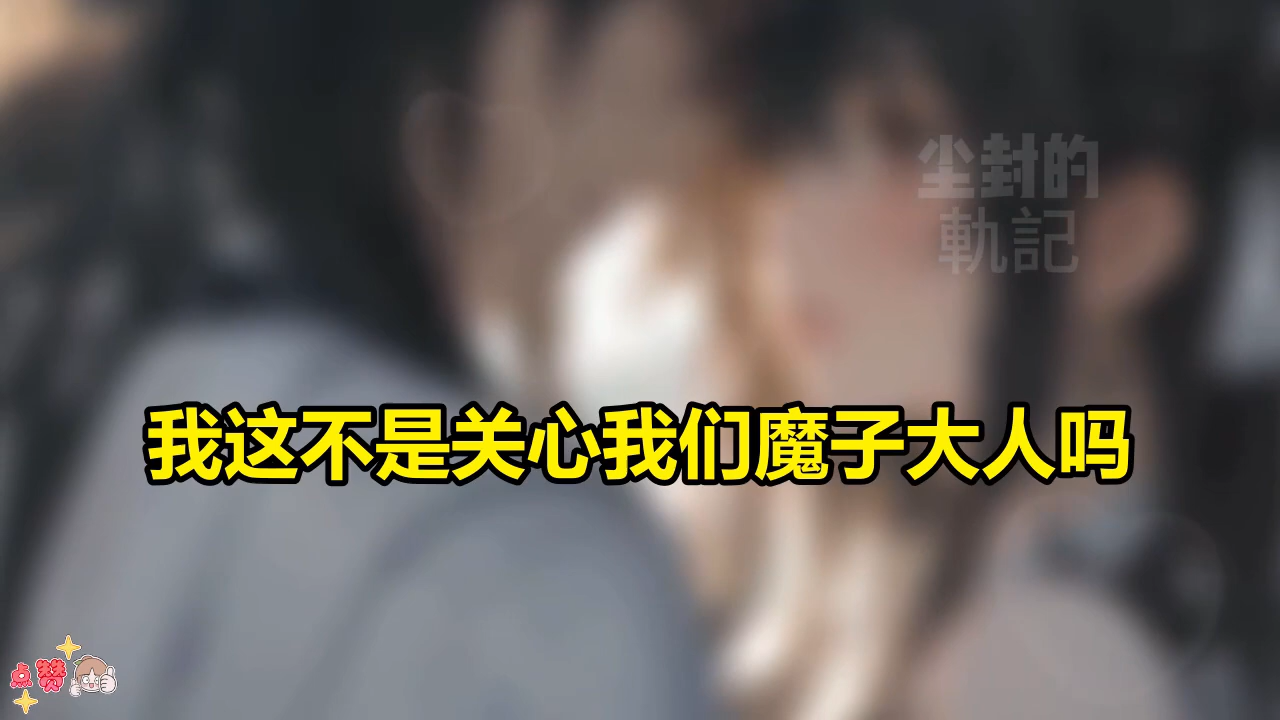 尘封的
軌記
我这不是关心我们魔子大人吗
点赞